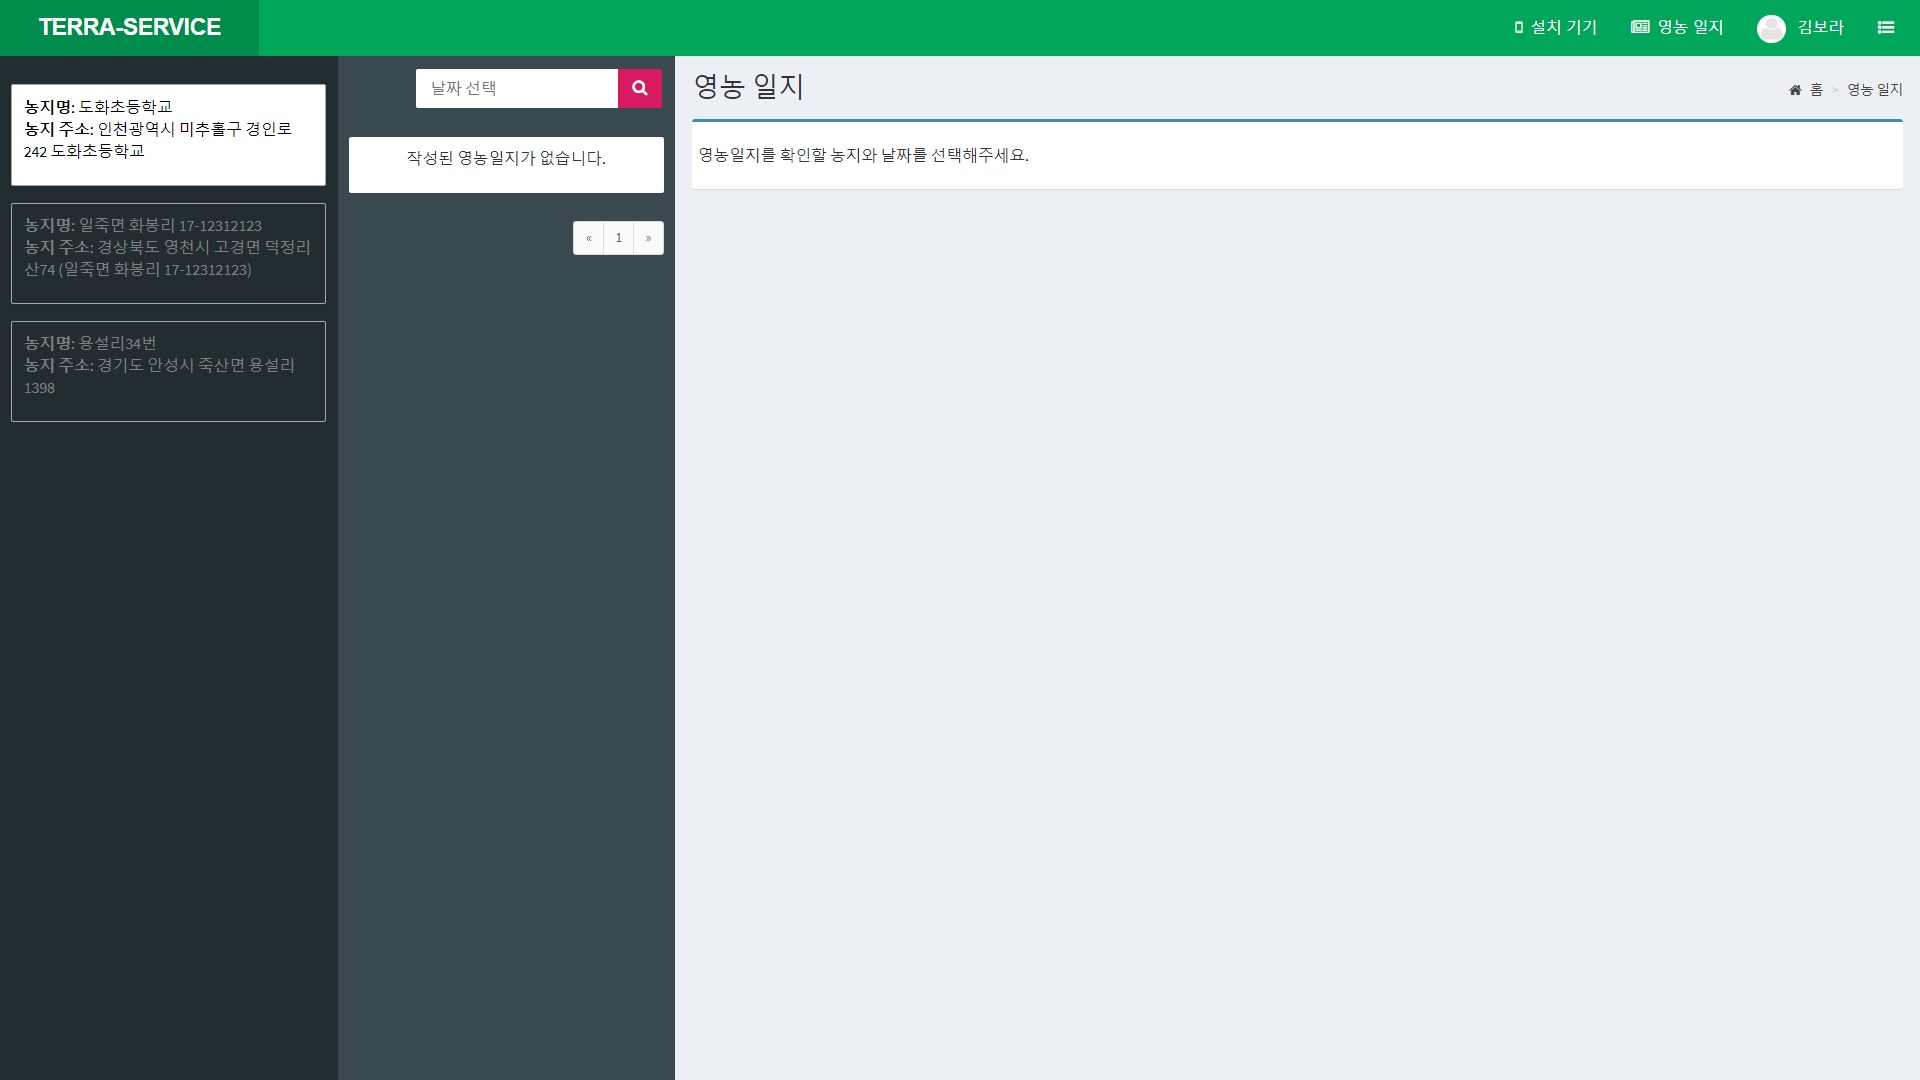 TERRA-SERVICE
설치 기기
영농 일지
김보라
농지명: 도화초등학교
농지 주소: 인천광역시 미추홀구 경인로
242 도화초등학교
농지명: 일죽면 화봉리 17-12312123
농지 주소: 경상북도 영천시 고경면 덕정리
산74 (일죽면 화봉리 17-12312123)
농지명: 용설리34번
농지 주소: 경기도 안성시 죽산면 용설리
1398
날짜 선택
작성된 영농일지가 없습니다.
« 1 »
영농 일지
홈 > 영농 일지
영농일지를 확인할 농지와 날짜를 선택해주세요.